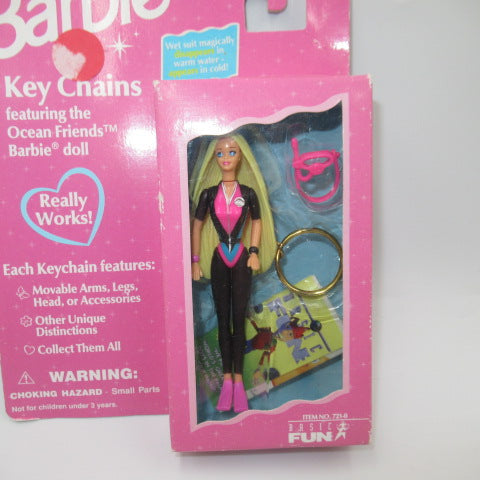 Barbie
Key Chains
featuring the
Ocean Friends™
Barbie® doll
Really
Works!
Each Keychain features:
Movable Arms, Legs,
Head, or Accessories
Other Unique
Distinctions
Collect Them All
WARNING:
CHOKING HAZARD - Small Parts
Not for children under 3 years.
Wet suit magically
disappears in
warm water -
appears in cold!
ITEM NO. 721-0
BASIC
FUN